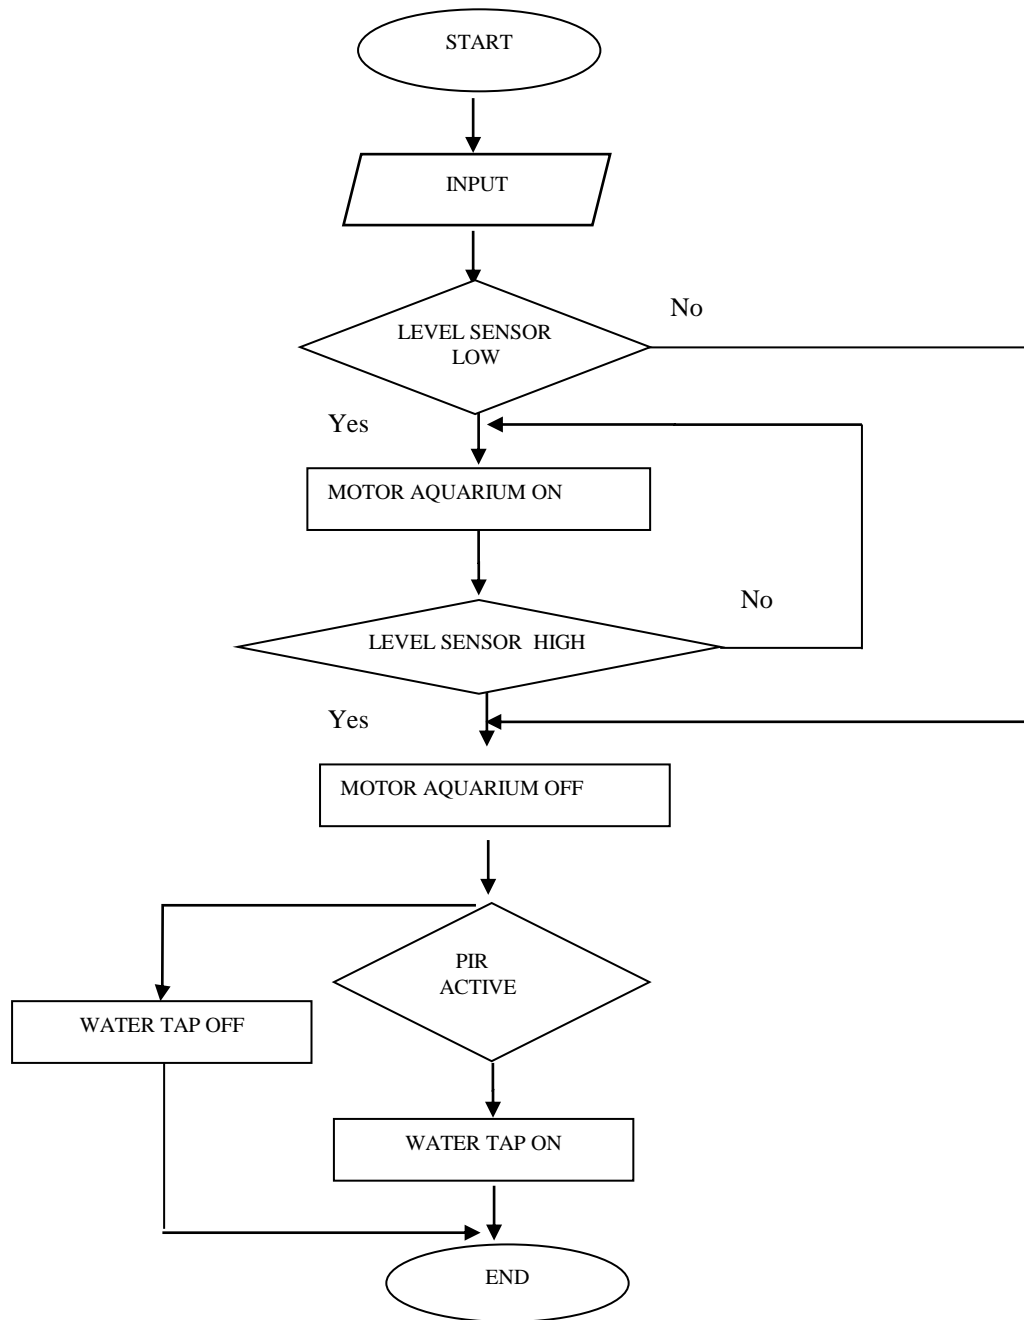 START
INPUT
No
LEVEL SENSOR
LOW
Yes
MOTOR AQUARIUM ON
No
LEVEL SENSOR HIGH
Yes
MOTOR AQUARIUM OFF
PIR
ACTIVE
WATER TAP OFF
WATER TAP ON
END